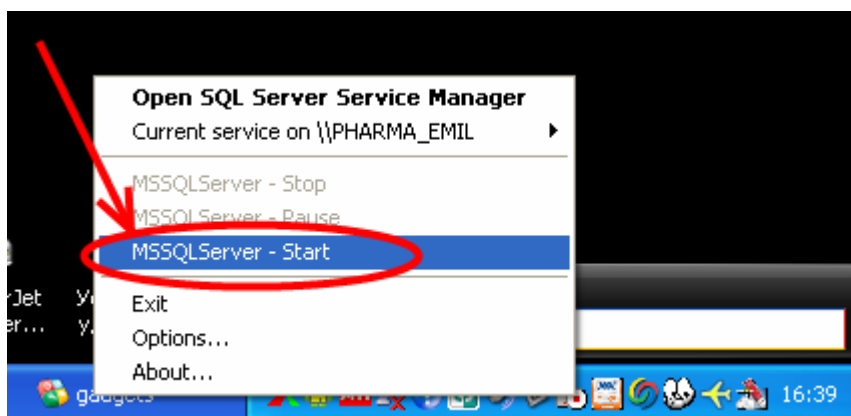 Open SQL Server Service Manager
Current service on \\PHARMA_EMIL
MSSQLServer - Stop
MSSQLServer - Pause
MSSQLServer - Start
Exit
Options...
About...
16:39